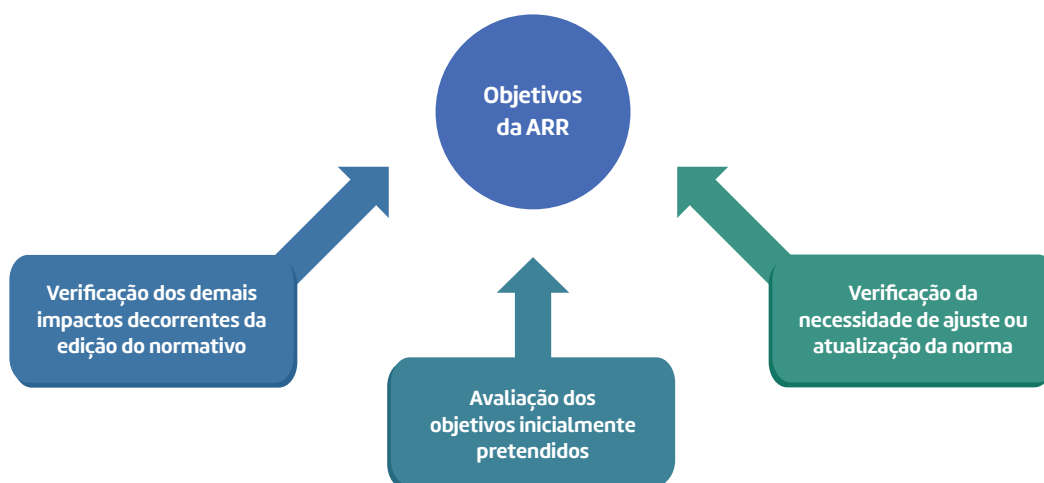 Objetivos
da ARR
Verificação dos demais
impactos decorrentes da
edição do normativo
Avaliação dos
objetivos inicialmente
pretendidos
Verificação da
necessidade de ajuste ou
atualização da norma